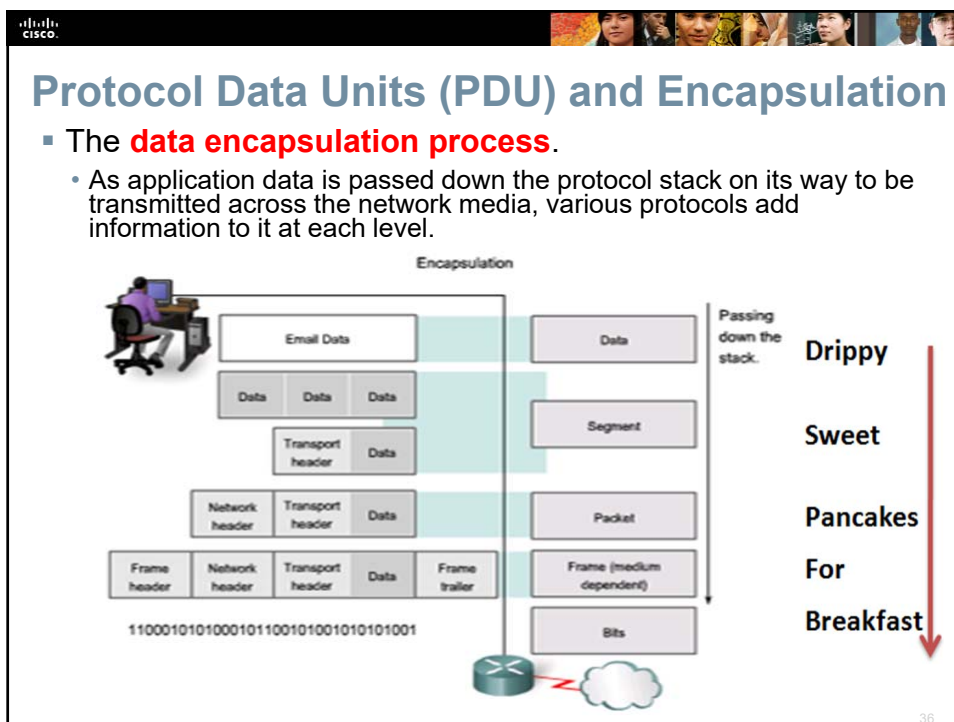 cisco.
Protocol Data Units (PDU) and Encapsulation
▪ The data encapsulation process.
• As application data is passed down the protocol stack on its way to be
transmitted across the network media, various protocols add
information to it at each level.
Encapsulation
Email Data
Data
Passing
down the
stack.
Drippy
Data Data Data
Transport
header
Data
Segment
Sweet
Network
header
Transport
header
Data
Packet
Pancakes
Frame
header
Network
header
Transport
header
Data
Frame
trailer
Frame (medium
dependent)
For
1100010101000101100101001010101001
Bits
Breakfast
36